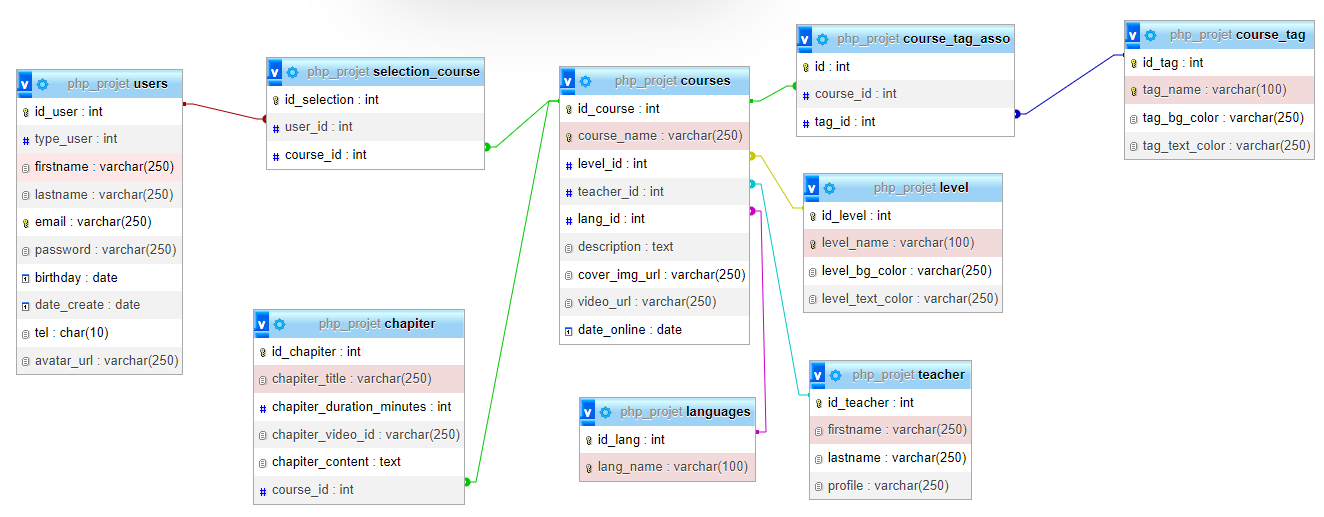 v php_projet users
id_user : int
type_user : int
firstname : varchar(250)
lastname : varchar(250)
email : varchar(250)
password : varchar(250)
birthday : date
date_create : date
tel : char(10)
avatar_url : varchar(250)
v php_projet selection_course
id_selection : int
user_id : int
course_id : int
v php_projet chapiter
id_chapiter : int
chapiter_title : varchar(250)
chapiter_duration_minutes : int
chapiter_video_id : varchar(250)
chapiter_content : text
course_id : int
v php_projet courses
id_course : int
course_name : varchar(250)
level_id : int
teacher_id : int
lang_id : int
description : text
cover_img_url : varchar(250)
video_url : varchar(250)
date_online : date
v php_projet languages
id_lang : int
lang_name : varchar(100)
v php_projet course_tag_asso
id : int
course_id : int
tag_id : int
v php_projet level
id_level : int
level_name : varchar(100)
level_bg_color : varchar(250)
level_text_color : varchar(250)
v php_projet teacher
id_teacher : int
firstname : varchar(250)
lastname : varchar(250)
profile : varchar(250)
v php_projet course_tag
id_tag : int
tag_name : varchar(100)
tag_bg_color : varchar(250)
tag_text_color : varchar(250)